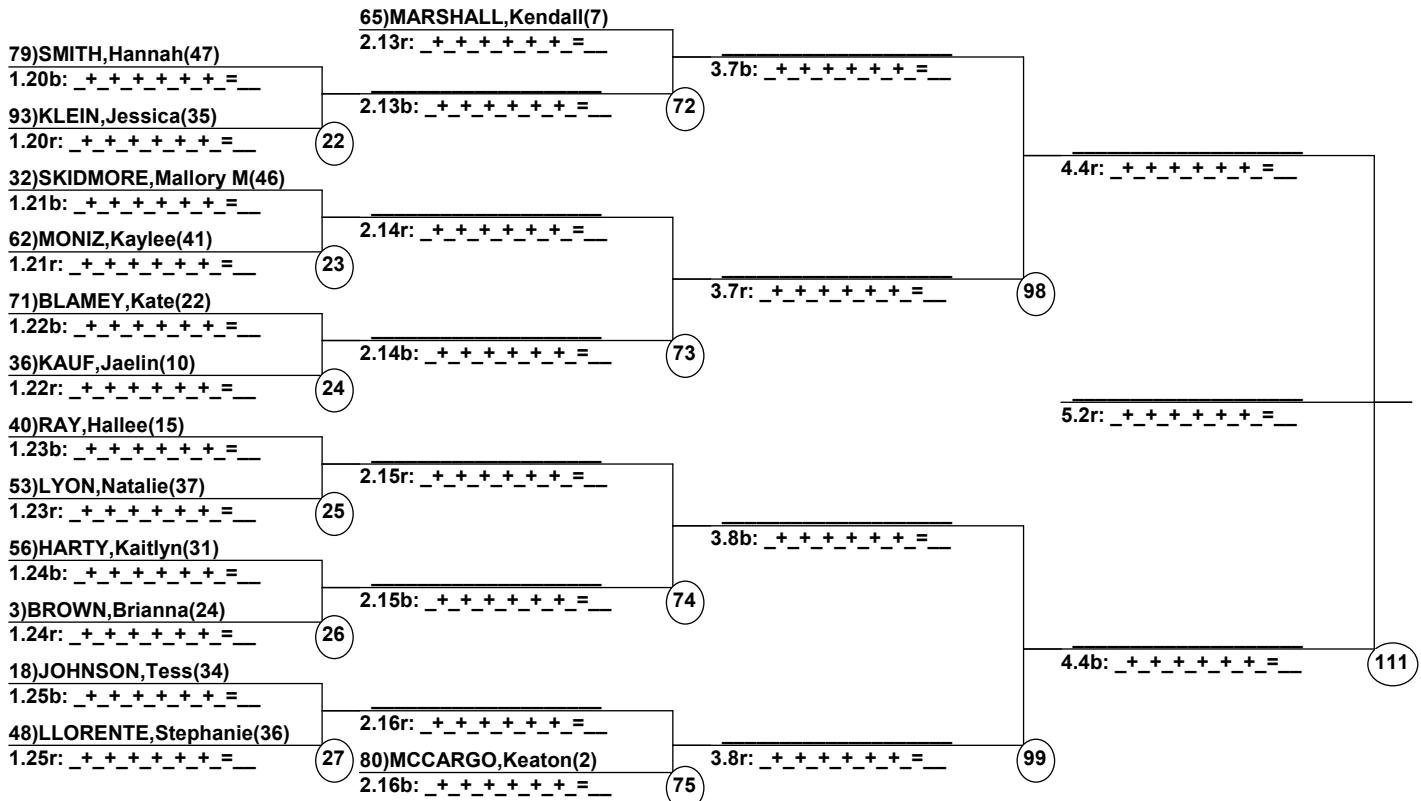 65)MARSHALL,Kendall(7)
2.13r: _+_+_+_+_+_=__
79)SMITH,Hannah(47)
1.20b: _+_+_+_+_+_=__
2.13b: _+_+_+_+_+_=__
72
93)KLEIN,Jessica(35)
1.20r: _+_+_+_+_+_=__
22
3.7b: _+_+_+_+_+_=__
32)SKIDMORE,Mallory M(46)
1.21b: _+_+_+_+_+_=__
4.4r: _+_+_+_+_+_=__
2.14r: _+_+_+_+_+_=__
62)MONIZ,Kaylee(41)
1.21r: _+_+_+_+_+_=__
23
3.7r: _+_+_+_+_+_=__
98
71)BLAMEY,Kate(22)
1.22b: _+_+_+_+_+_=__
2.14b: _+_+_+_+_+_=__
73
36)KAUF,Jaelin(10)
1.22r: _+_+_+_+_+_=__
24
5.2r: _+_+_+_+_+_=__
40)RAY,Hallee(15)
1.23b: _+_+_+_+_+_=__
2.15r: _+_+_+_+_+_=__
53)LYON,Natalie(37)
1.23r: _+_+_+_+_+_=__
25
3.8b: _+_+_+_+_+_=__
56)HARTY,Kaitlyn(31)
1.24b: _+_+_+_+_+_=__
2.15b: _+_+_+_+_+_=__
74
3)BROWN,Brianna(24)
1.24r: _+_+_+_+_+_=__
26
4.4b: _+_+_+_+_+_=__
111
18)JOHNSON,Tess(34)
1.25b: _+_+_+_+_+_=__
2.16r: _+_+_+_+_+_=__
48)LLORENTE,Stephanie(36)
1.25r: _+_+_+_+_+_=__
27
80)MCCARGO,Keaton(2)
2.16b: _+_+_+_+_+_=__
75
3.8r: _+_+_+_+_+_=__
99